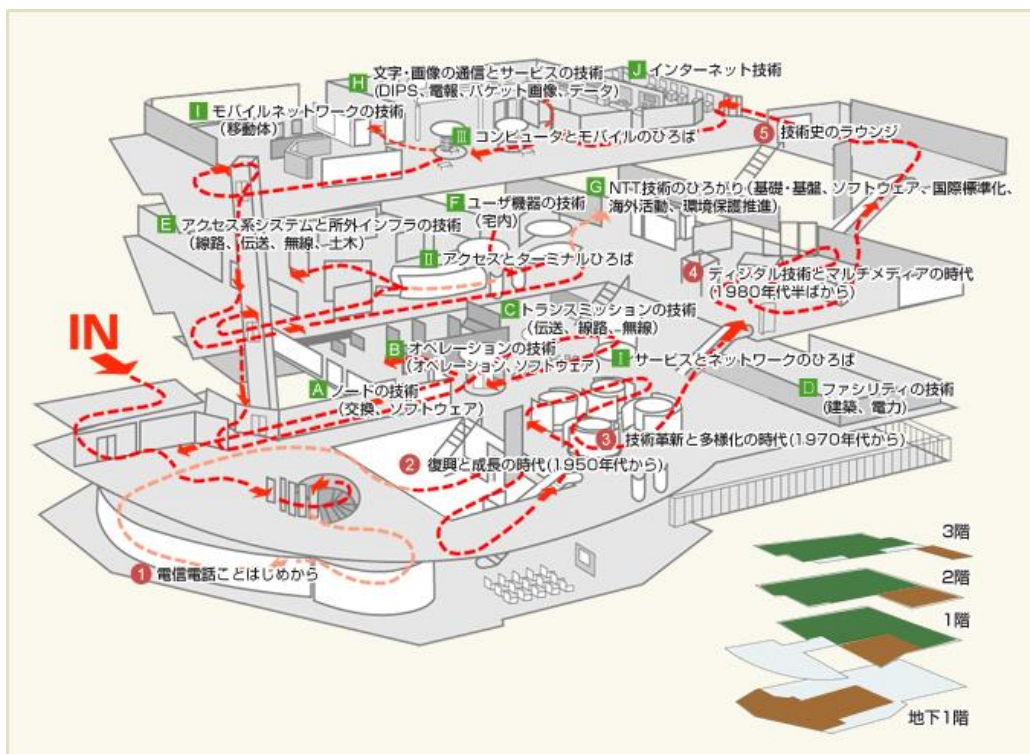 H 文字・画像の通信とサービスの技術
(DIPS、電報、パケット画像、データ)
J インターネット技術
I モバイルネットワークの技術
(移動体)
Ⅲ コンピュータとモバイルのひろば
5 技術史のラウンジ
G NTT技術のひろがり(基礎・基盤、ソフトウェア、国際標準化、
海外活動、環境保護推進)
F ユーザ機器の技術
(宅内)
E アクセス系システムと所外インフラの技術
(線路、伝送、無線、土木)
Ⅱ アクセスとターミナルひろば
4 ディジタル技術とマルチメディアの時代
(1980年代半ばから)
C トランスミッションの技術
(伝送、線路、無線)
IN
B オペレーションの技術
(オペレーション、ソフトウェア)
I サービスとネットワークのひろば
A ノードの技術
(交換、ソフトウェア)
D ファシリティの技術
(建築、電力)
3 技術革新と多様化の時代(1970年代から)
2 復興と成長の時代(1950年代から)
1 電信電話ことはじめから
3階
2階
1階
地下1階